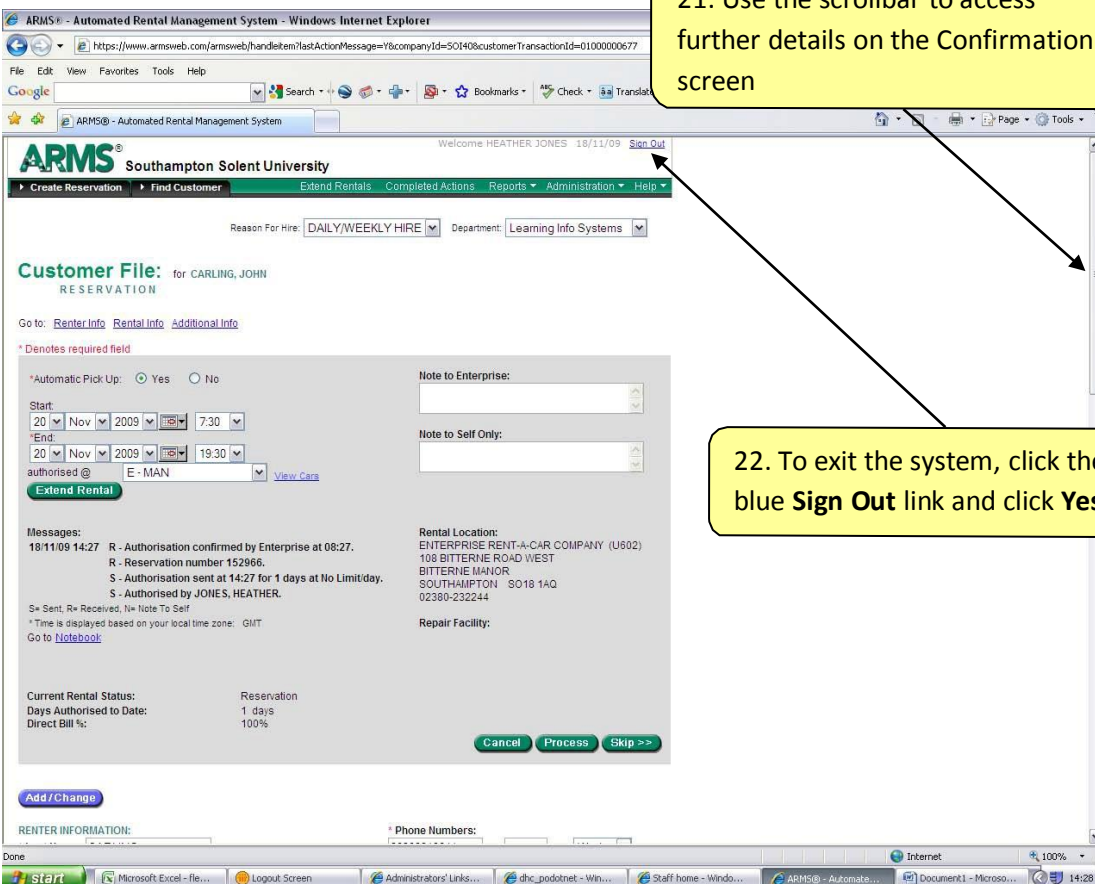 ARMS® - Automated Rental Management System - Windows Internet Explorer
21. Use the scrollbar to access
further details on the Confirmation
screen
https://www.armsweb.com/armsweb/handleitem?lastActionMessage=Y&companyId=SOI40&customerTransactionId=01000000677
File Edit View Favorites Tools Help
Google Search Bookmarks Check Translate
ARMS® - Automated Rental Management System Page Tools
Welcome HEATHER JONES 18/11/09 Sign Out
ARMS® Southampton Solent University
Create Reservation Find Customer Extend Rentals Completed Actions Reports Administration Help
Reason For Hire: DAILY/WEEKLY HIRE Department: Learning Info Systems
Customer File: for CARLING, JOHN
RESERVATION
Go to: Renter Info Rental Info Additional Info
* Denotes required field
*Automatic Pick Up: Yes No Note to Enterprise:
Start:
20 Nov 2009 7:30
*End: Note to Self Only:
20 Nov 2009 19:30
authorised @ E - MAN View Cars
Extend Rental
22. To exit the system, click the
blue Sign Out link and click Yes
Messages: Rental Location:
18/11/09 14:27 R - Authorisation confirmed by Enterprise at 08:27. ENTERPRISE RENT-A-CAR COMPANY (U602)
R - Reservation number 152966. 108 BITTERNE ROAD WEST
BITTERNE MANOR
S - Authorisation sent at 14:27 for 1 days at No Limit/day. SOUTHAMPTON SO18 1AQ
S - Authorised by JONES, HEATHER. 02380-232244
S= Sent, R= Received, N= Note To Self
* Time is displayed based on your local time zone: GMT Repair Facility:
Go to Notebook
Current Rental Status: Reservation
Days Authorised to Date: 1 days
Direct Bill %: 100%
Cancel Process Skip >>
Add/Change
RENTER INFORMATION: * Phone Numbers:
Done Internet 100%
start Microsoft Excel - fle... Logout Screen Administrators' Links... dhc_podotnet - Win... Staff home - Windo... ARMS® - Automate... Document1 - Microso... 14:28